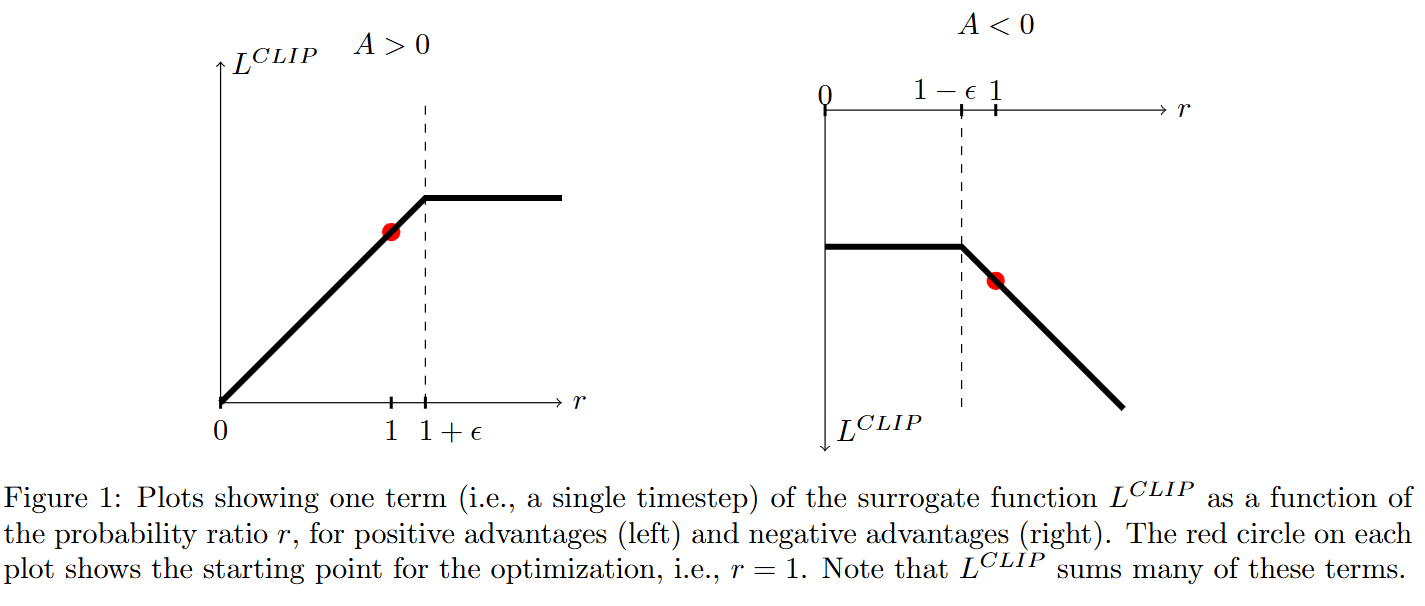 A > 0
L^{CLIP}
0
1
1 + ϵ
r
A < 0
0
1 − ϵ
1
r
L^{CLIP}
Figure 1: Plots showing one term (i.e., a single timestep) of the surrogate function L^{CLIP} as a function of
the probability ratio r, for positive advantages (left) and negative advantages (right). The red circle on each
plot shows the starting point for the optimization, i.e., r = 1. Note that L^{CLIP} sums many of these terms.